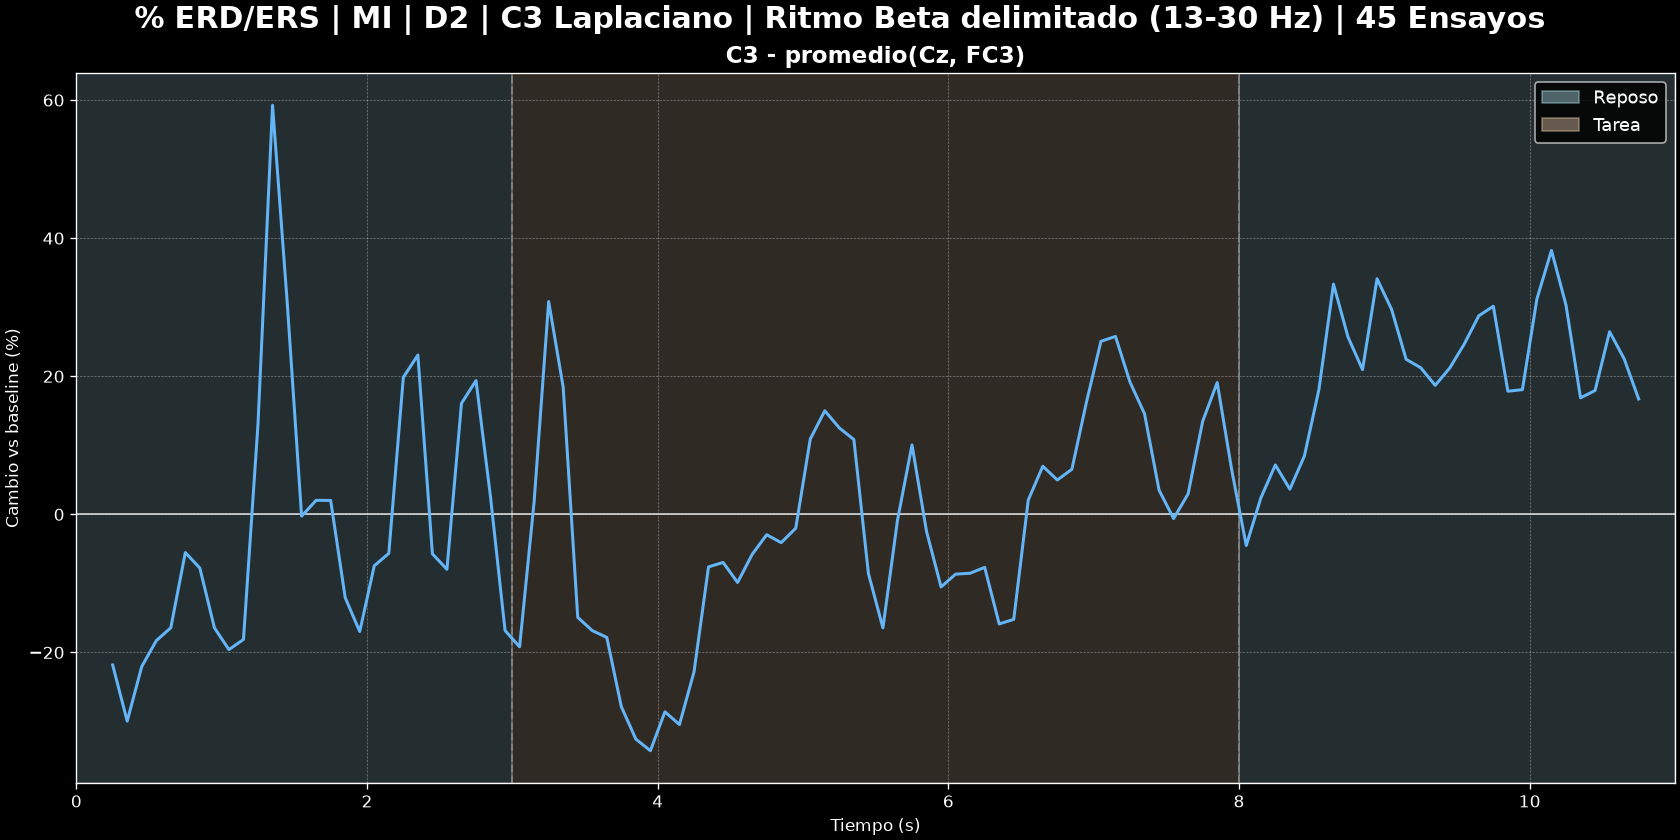 % ERD/ERS | MI | D2 | C3 Laplaciano | Ritmo Beta delimitado (13-30 Hz) | 45 Ensayos
C3 - promedio(Cz, FC3)
Reposo
Tarea
Cambio vs baseline (%)
60
40
20
0
−20
0 2 4 6 8 10
Tiempo (s)